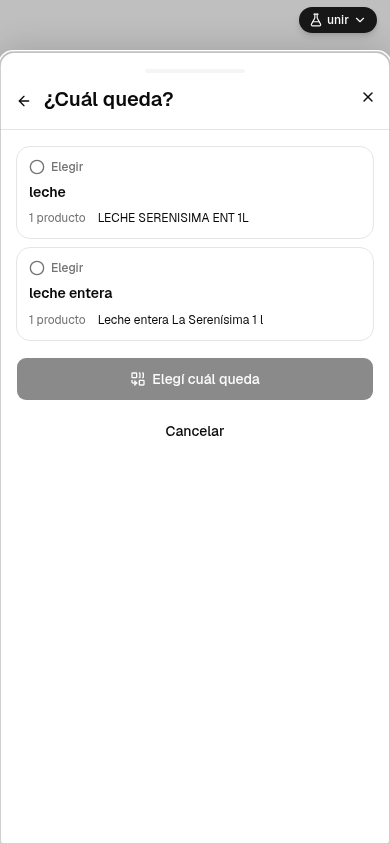 unir
¿Cuál queda?
Elegir
leche
1 producto LECHE SERENISIMA ENT 1L
Elegir
leche entera
1 producto Leche entera La Serenísima 1 l
Elegí cuál queda
Cancelar